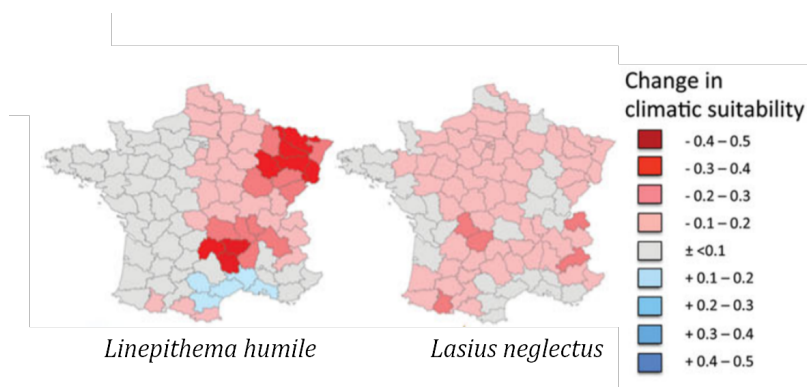 Change in
climatic suitability
- 0.4 – 0.5
- 0.3 – 0.4
- 0.2 – 0.3
- 0.1 – 0.2
± <0.1
+ 0.1 – 0.2
+ 0.2 – 0.3
+ 0.3 – 0.4
+ 0.4 – 0.5
Linepithema humile
Lasius neglectus